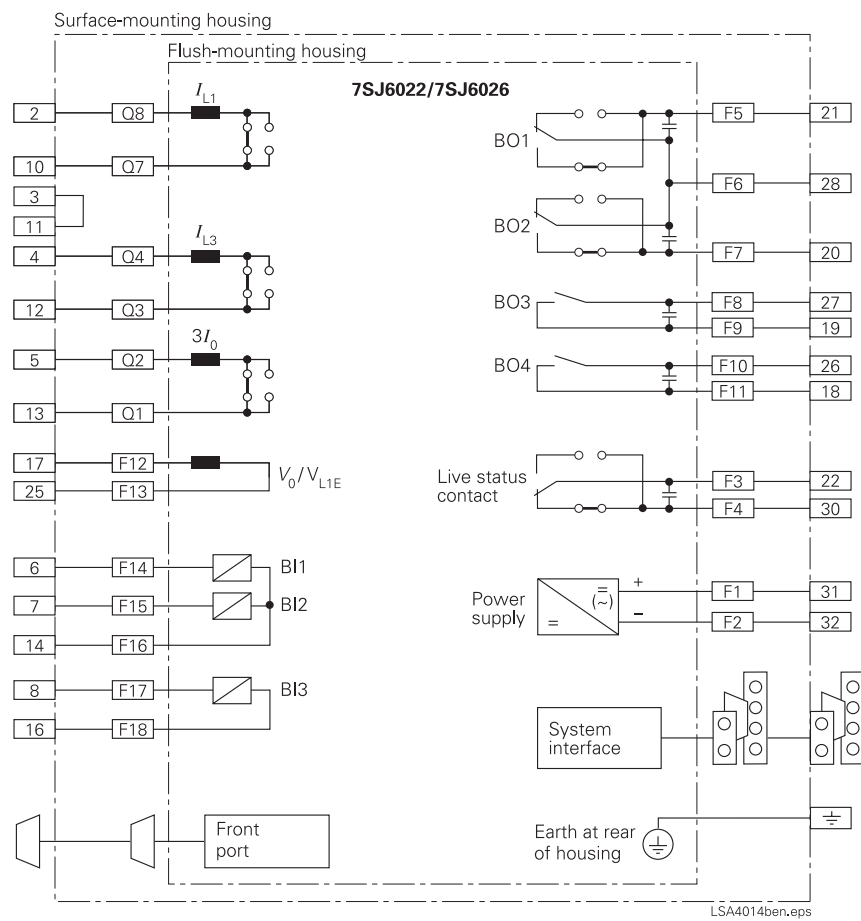 Surface-mounting housing
Flush-mounting housing
7SJ6022/7SJ6026
2 Q8 I_L1
10 Q7
3
11
4 Q4 I_L3
12 Q3
5 Q2 3I_0
13 Q1
17 F12
25 F13
V_0/V_L1E
6 F14 BI1
7 F15 BI2
14 F16
8 F17 BI3
16 F18
Front
port
BO1
F5 21
F6 28
BO2
F7 20
BO3 F8 27
F9 19
BO4 F10 26
F11 18
Live status
contact
F3 22
F4 30
Power
supply
= = (~)
+ F1 31
– F2 32
System
interface
Earth at rear
of housing
LSA4014ben.eps